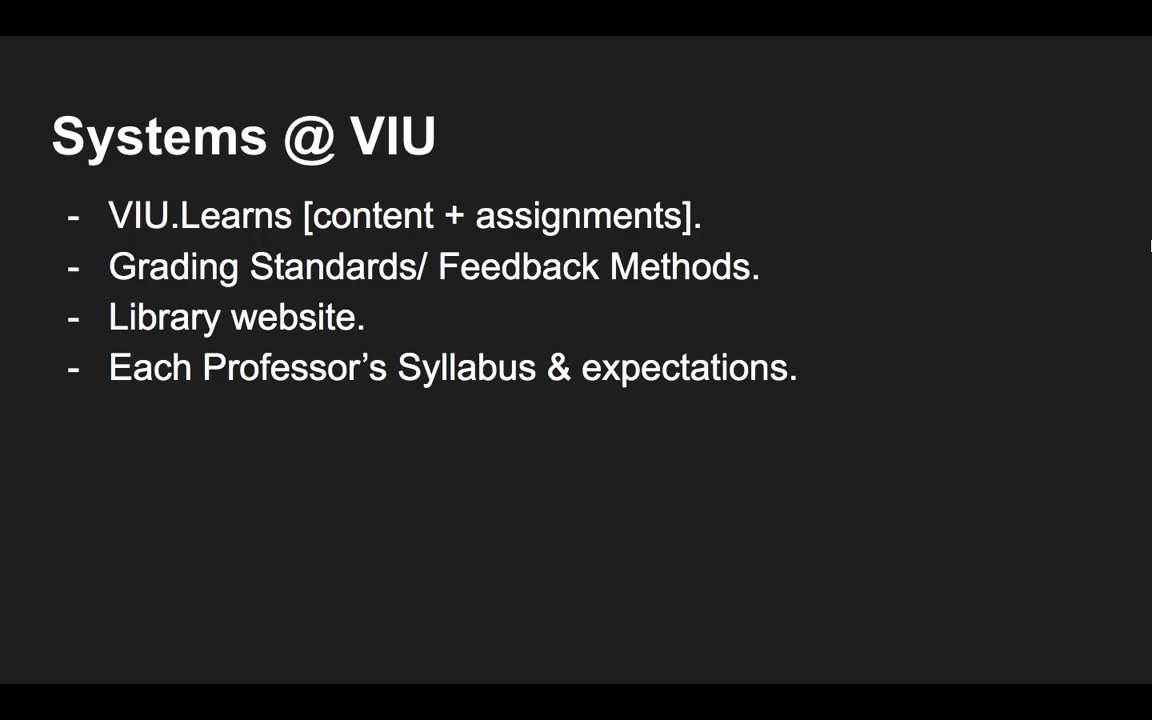 Systems @ VIU
- VIU.Learns [content + assignments].
- Grading Standards/ Feedback Methods.
- Library website.
- Each Professor’s Syllabus & expectations.